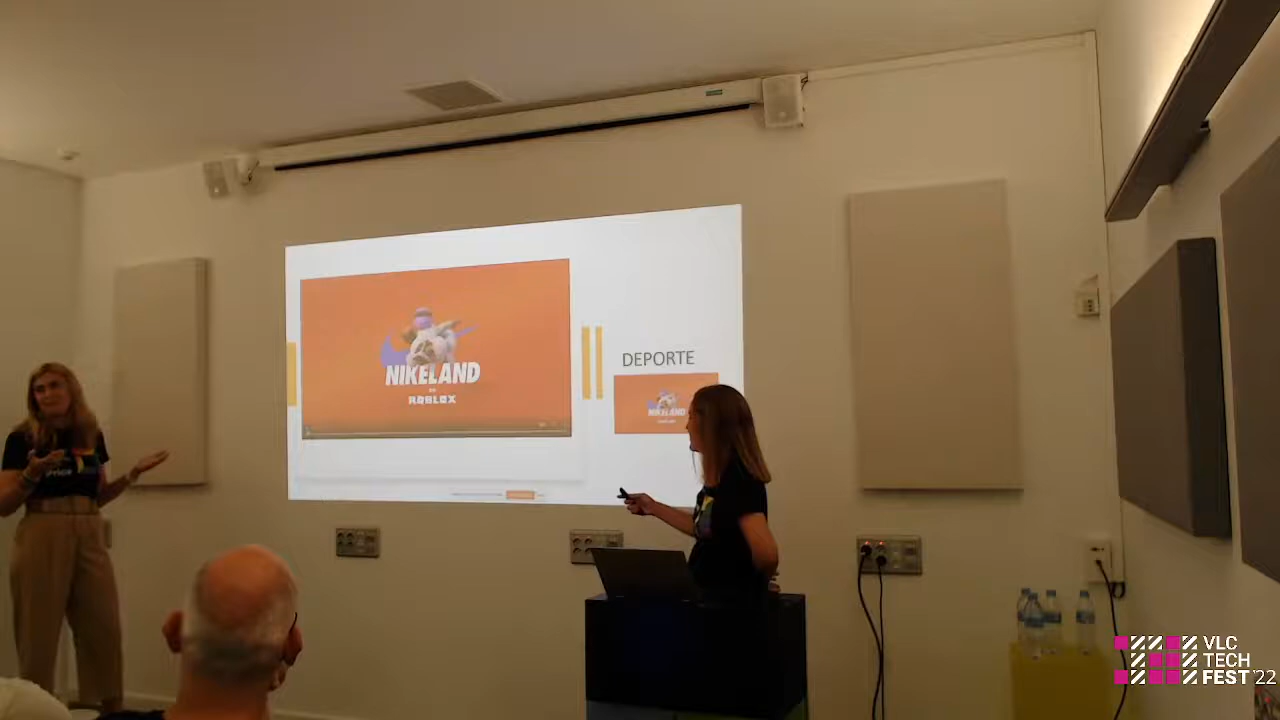 NIKELAND
ROBLOX
DEPORTE
NIKELAND
VLC
TECH
FEST '22